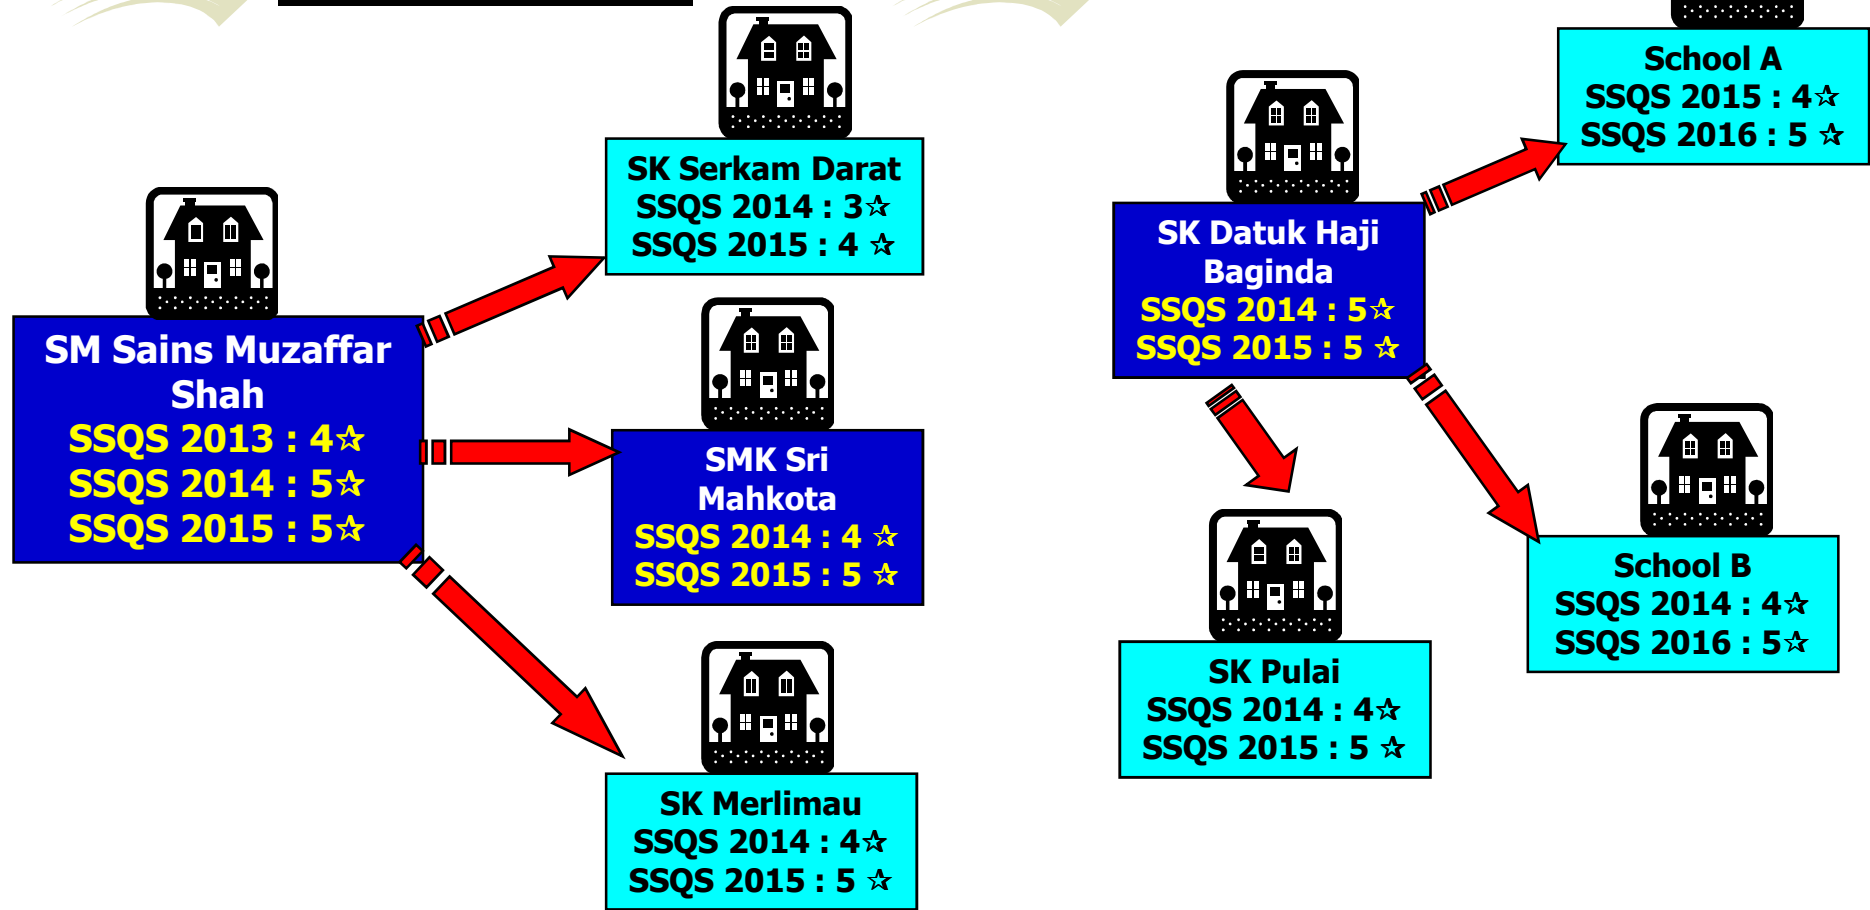 SM Sains Muzaffar
Shah
SSQS 2013 : 4☆
SSQS 2014 : 5☆
SSQS 2015 : 5☆
SK Serkam Darat
SSQS 2014 : 3☆
SSQS 2015 : 4 ☆
SMK Sri
Mahkota
SSQS 2014 : 4 ☆
SSQS 2015 : 5 ☆
SK Merlimau
SSQS 2014 : 4☆
SSQS 2015 : 5 ☆
SK Datuk Haji
Baginda
SSQS 2014 : 5☆
SSQS 2015 : 5 ☆
School A
SSQS 2015 : 4☆
SSQS 2016 : 5 ☆
School B
SSQS 2014 : 4☆
SSQS 2016 : 5☆
SK Pulai
SSQS 2014 : 4☆
SSQS 2015 : 5 ☆